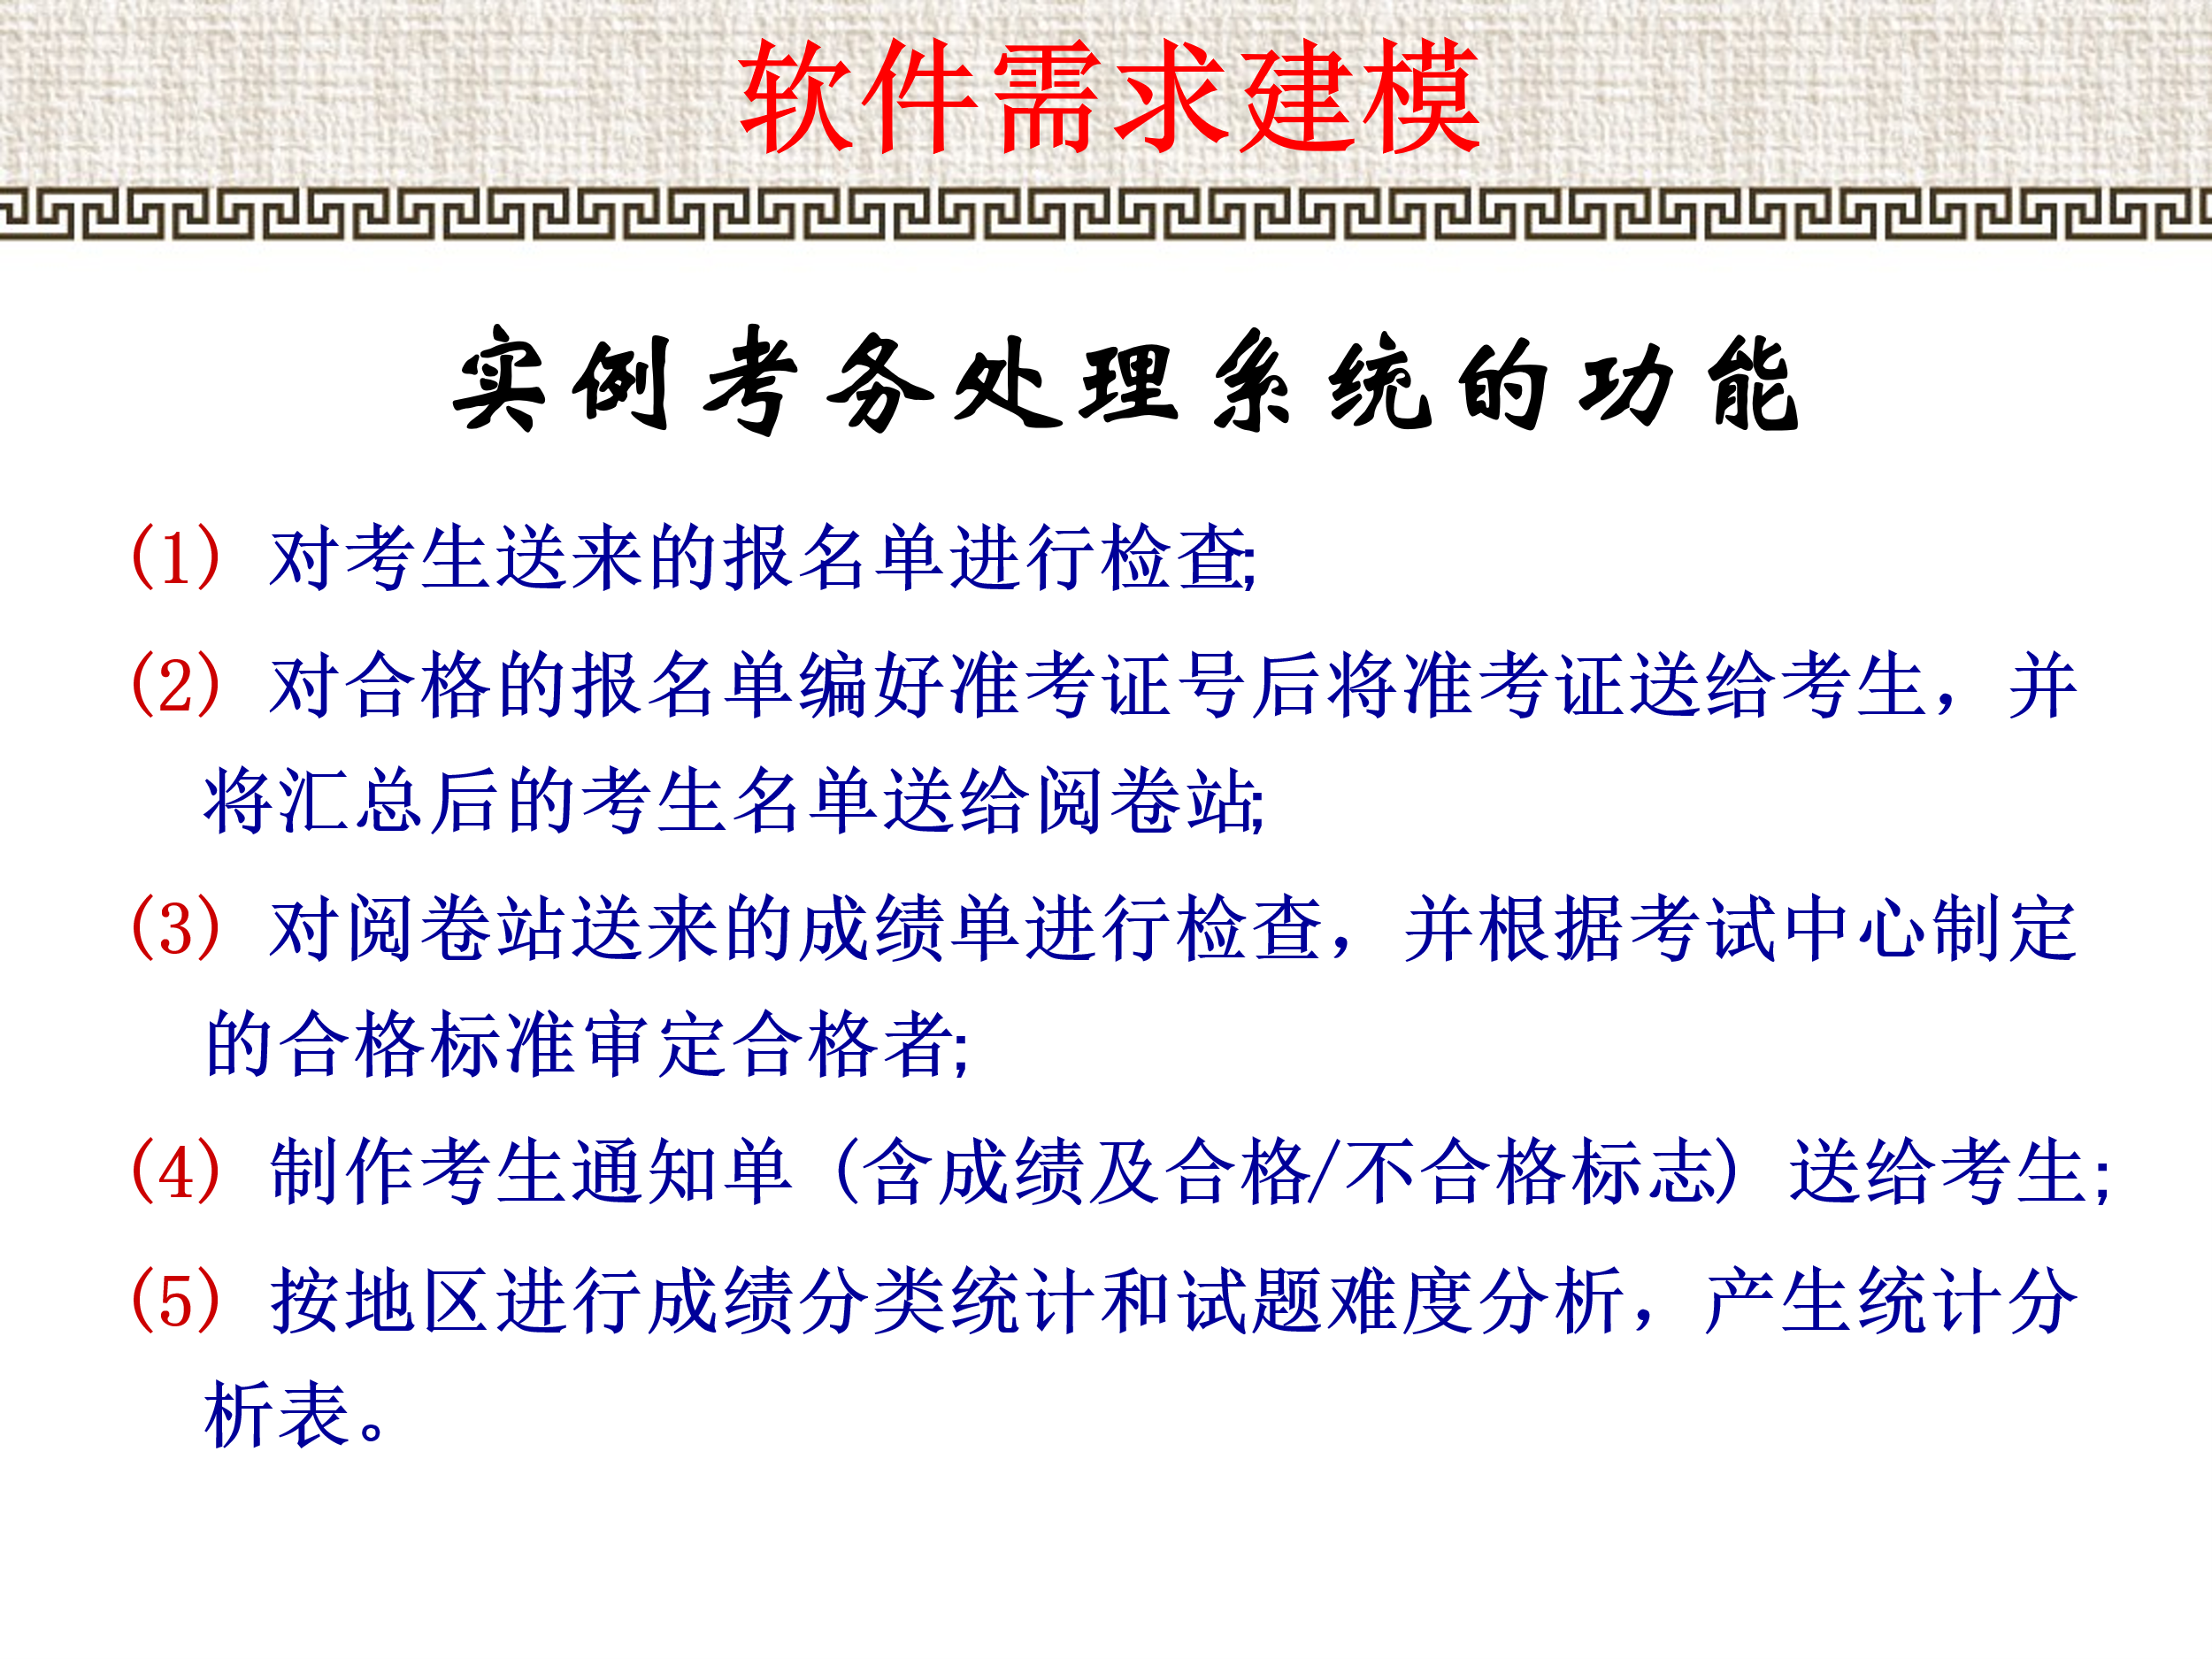 软件需求建模
实例考务处理系统的功能
(1) 对考生送来的报名单进行检查;
(2) 对合格的报名单编好准考证号后将准考证送给考生，并
将汇总后的考生名单送给阅卷站;
(3) 对阅卷站送来的成绩单进行检查，并根据考试中心制定
的合格标准审定合格者;
(4) 制作考生通知单 (含成绩及合格/不合格标志) 送给考生;
(5) 按地区进行成绩分类统计和试题难度分析，产生统计分
析表。